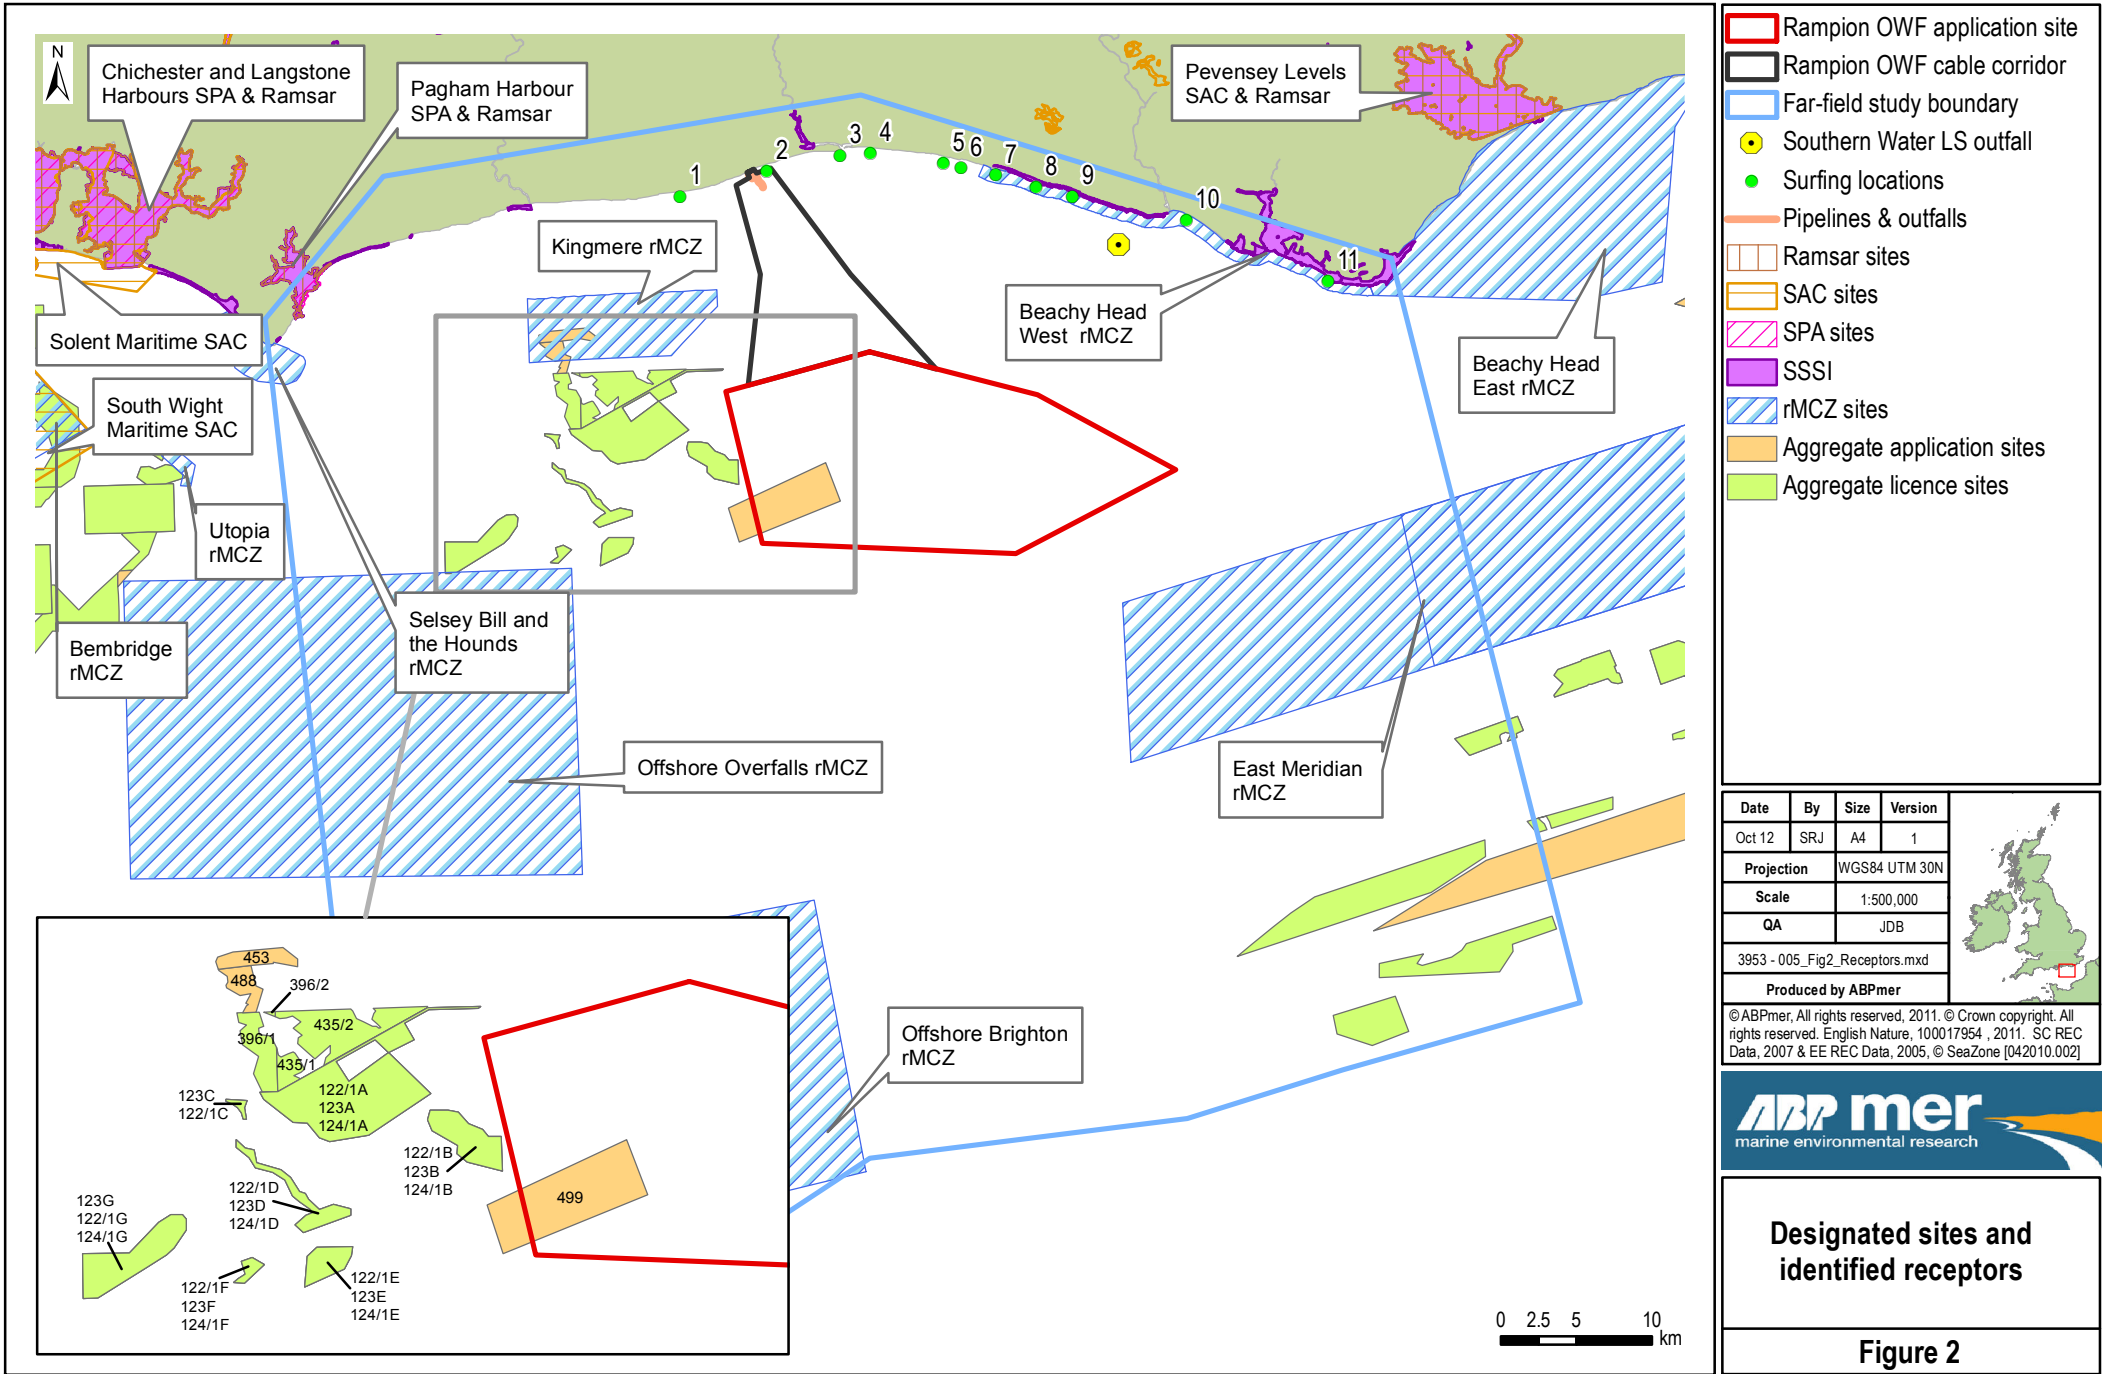 N
Chichester and Langstone
Harbours SPA & Ramsar
Pagham Harbour
SPA & Ramsar
Pevensey Levels
SAC & Ramsar
1
2
3
4
5
6
7
8
9
10
11
Kingmere rMCZ
Solent Maritime SAC
Beachy Head
West rMCZ
Beachy Head
East rMCZ
South Wight
Maritime SAC
Utopia
rMCZ
Selsey Bill and
the Hounds
rMCZ
Bembridge
rMCZ
Offshore Overfalls rMCZ
East Meridian
rMCZ
Offshore Brighton
rMCZ
453
488
396/2
435/2
396/1
435/1
122/1A
123A
124/1A
123C
122/1C
122/1B
123B
124/1B
122/1D
123D
124/1D
499
123G
122/1G
124/1G
122/1F
123F
124/1F
122/1E
123E
124/1E
0 2.5 5 10
km
Rampion OWF application site
Rampion OWF cable corridor
Far-field study boundary
Southern Water LS outfall
Surfing locations
Pipelines & outfalls
Ramsar sites
SAC sites
SPA sites
SSSI
rMCZ sites
Aggregate application sites
Aggregate licence sites
Date By Size Version
Oct 12 SRJ A4 1
Projection WGS84 UTM 30N
Scale 1:500,000
QA JDB
3953 - 005_Fig2_Receptors.mxd
Produced by ABPmer
© ABPmer, All rights reserved, 2011. © Crown copyright. All
rights reserved. English Nature, 100017954 , 2011. SC REC
Data, 2007 & EE REC Data, 2005, © SeaZone [042010.002]
ABP mer
marine environmental research
Designated sites and
identified receptors
Figure 2